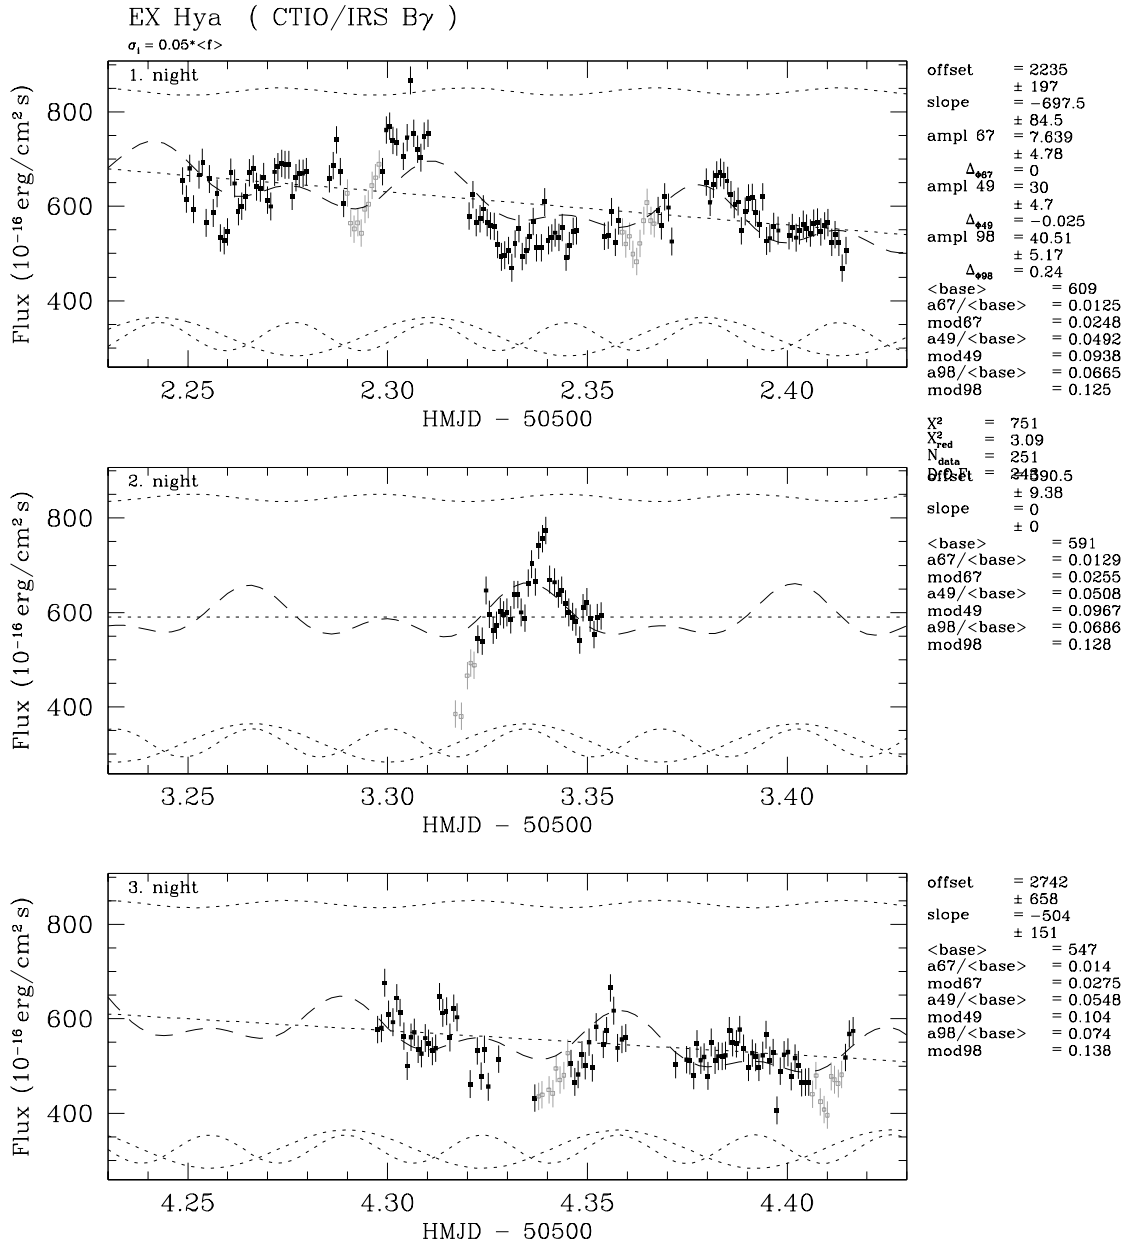 EX Hya ( CTIO/IRS Bγ )
σᵢ = 0.05*<f>
1. night
800
600
400
Flux (10⁻¹⁶ erg/cm² s)
2.25 2.30 2.35 2.40
HMJD − 50500
offset = 2235
± 197
slope = −697.5
± 84.5
ampl 67 = 7.639
± 4.78
Δ_Φ67 = 0
ampl 49 = 30
± 4.7
Δ_Φ49 = −0.025
ampl 98 = 40.51
± 5.17
Δ_Φ98 = 0.24
<base> = 609
a67/<base> = 0.0125
mod67 = 0.0248
a49/<base> = 0.0492
mod49 = 0.0938
a98/<base> = 0.0665
mod98 = 0.125
X² = 751
X²_red = 3.09
N_data = 251
2. night
800
600
400
Flux (10⁻¹⁶ erg/cm² s)
3.25 3.30 3.35 3.40
HMJD − 50500
± 9.38
slope = 0
± 0
<base> = 591
a67/<base> = 0.0129
mod67 = 0.0255
a49/<base> = 0.0508
mod49 = 0.0967
a98/<base> = 0.0686
mod98 = 0.128
3. night
800
600
400
Flux (10⁻¹⁶ erg/cm² s)
4.25 4.30 4.35 4.40
HMJD − 50500
offset = 2742
± 658
slope = −504
± 151
<base> = 547
a67/<base> = 0.014
mod67 = 0.0275
a49/<base> = 0.0548
mod49 = 0.104
a98/<base> = 0.074
mod98 = 0.138